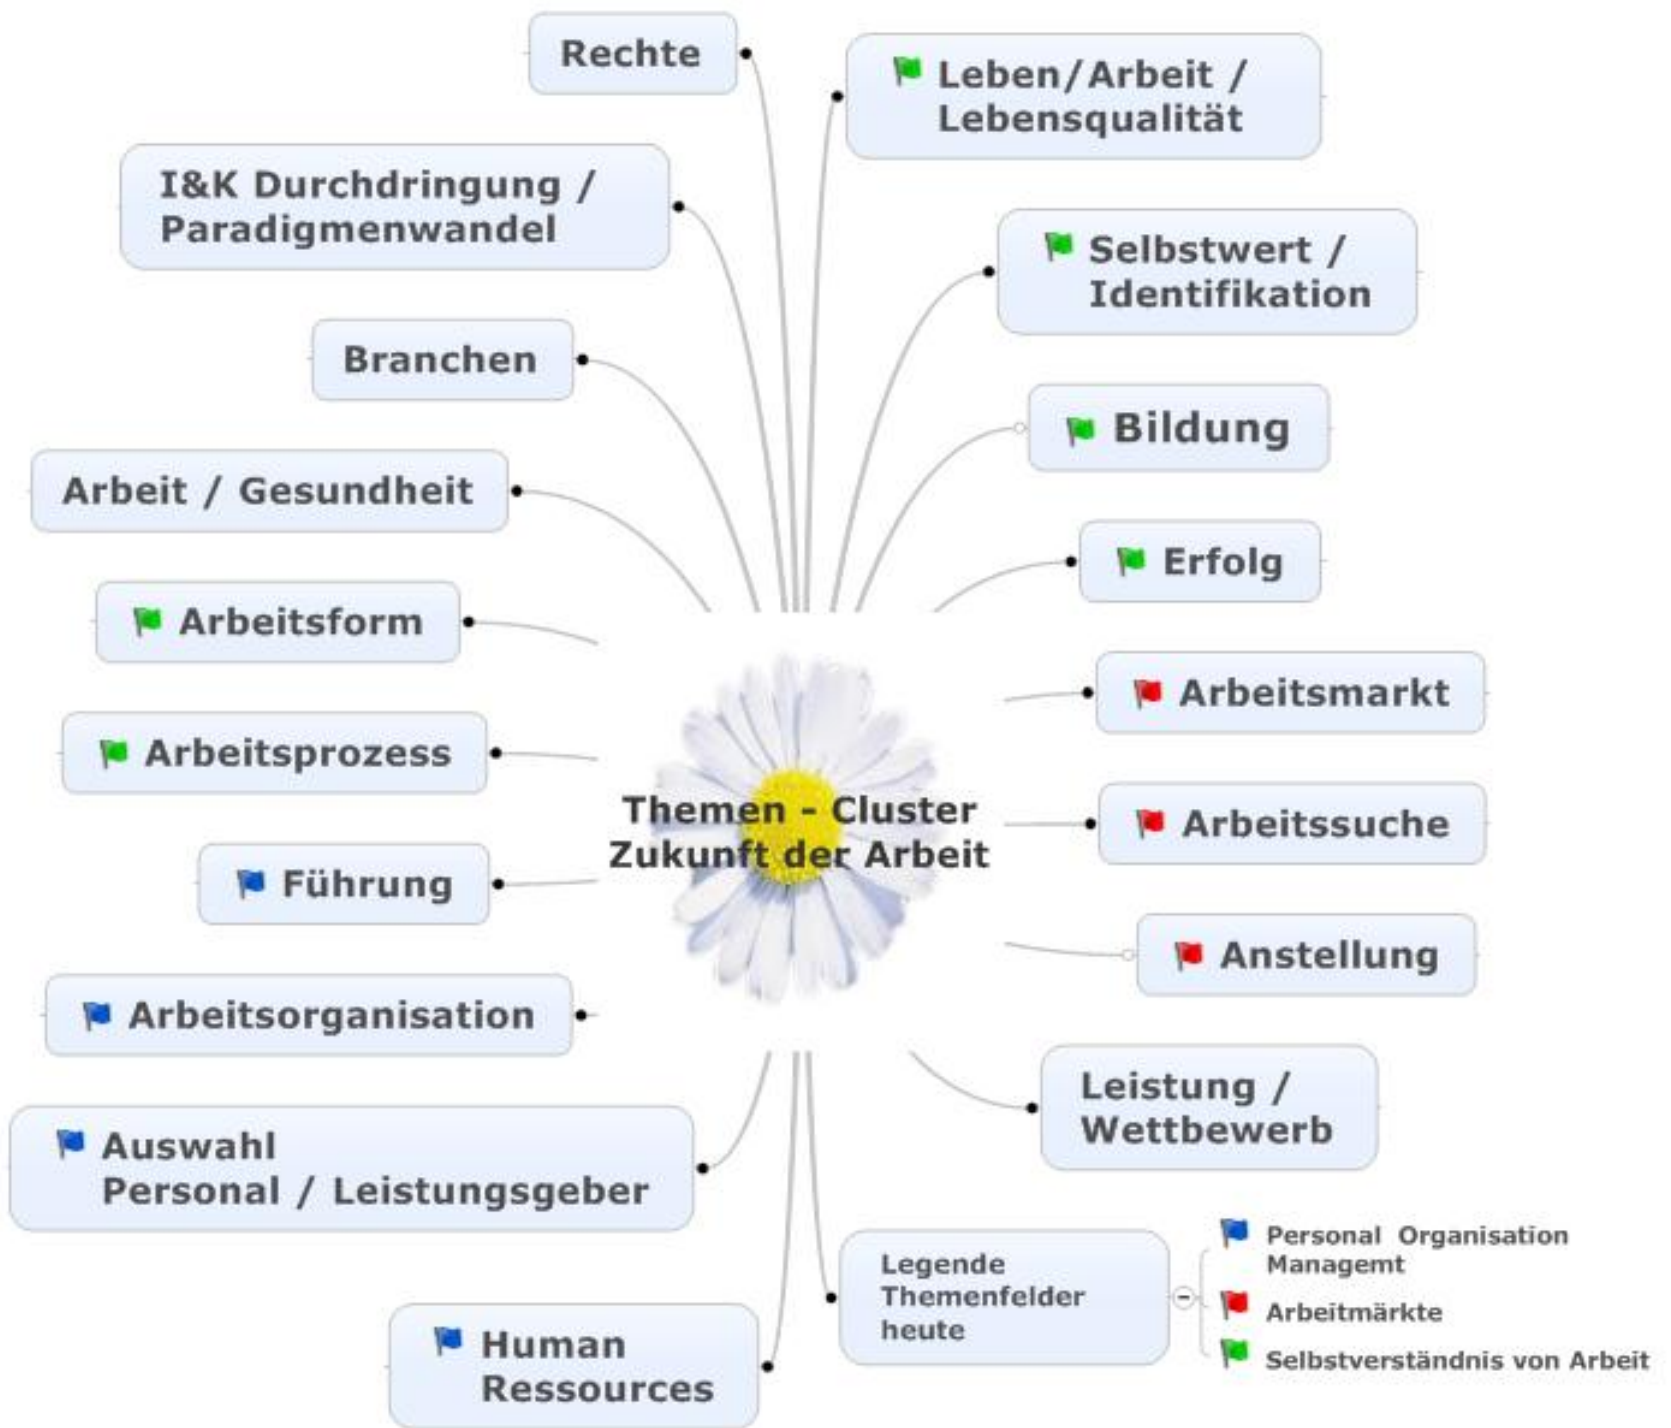 Rechte
Leben/Arbeit /
Lebensqualität
I&K Durchdringung /
Paradigmenwandel
Selbstwert /
Identifikation
Branchen
Bildung
Arbeit / Gesundheit
Erfolg
Arbeitsform
Arbeitsmarkt
Arbeitsprozess
Themen - Cluster
Zukunft der Arbeit
Arbeitssuche
Führung
Anstellung
Arbeitsorganisation
Leistung /
Wettbewerb
Auswahl
Personal / Leistungsgeber
Legende
Themenfelder
heute
Personal Organisation
Managemt
Arbeitmärkte
Selbstverständnis von Arbeit
Human
Ressources